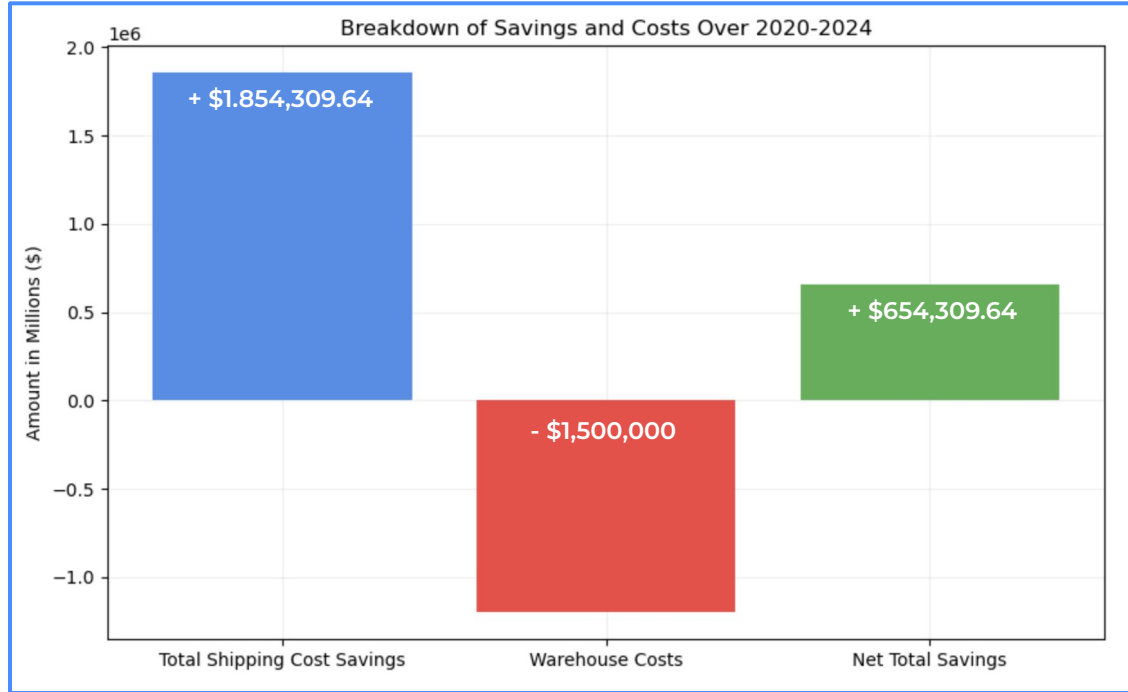 Breakdown of Savings and Costs Over 2020-2024
1e6
2.0
1.5
1.0
0.5
0.0
−0.5
−1.0
Amount in Millions ($)
+ $1.854,309.64
- $1,500,000
+ $654,309.64
Total Shipping Cost Savings
Warehouse Costs
Net Total Savings